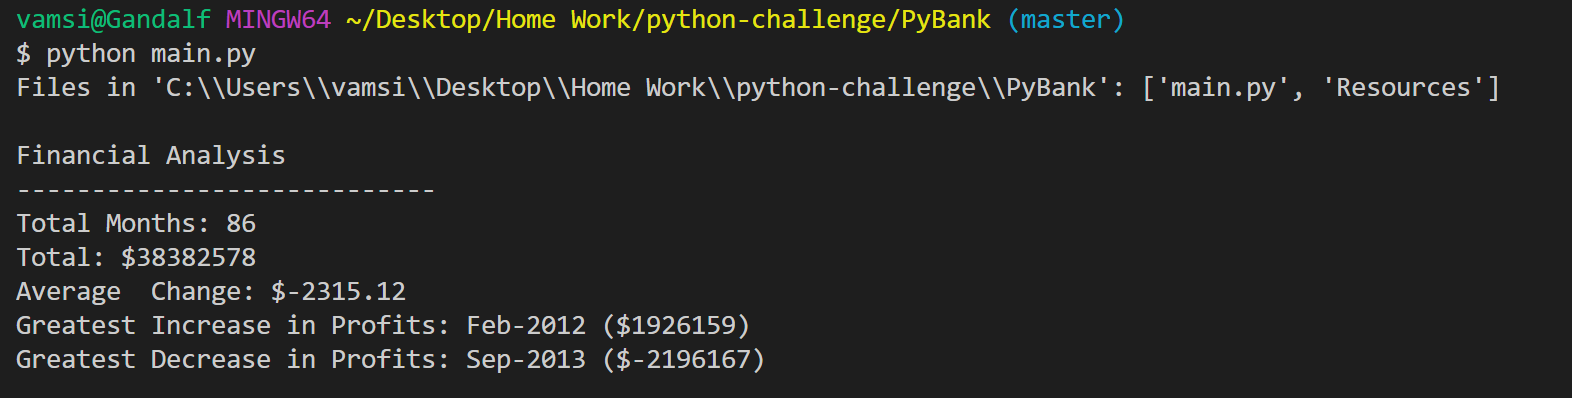 vamsi@Gandalf MINGW64 ~/Desktop/Home Work/python-challenge/PyBank (master)
$ python main.py
Files in 'C:\\Users\\vamsi\\Desktop\\Home Work\\python-challenge\\PyBank': ['main.py', 'Resources']
Financial Analysis
----------------------------
Total Months: 86
Total: $38382578
Average  Change: $-2315.12
Greatest Increase in Profits: Feb-2012 ($1926159)
Greatest Decrease in Profits: Sep-2013 ($-2196167)